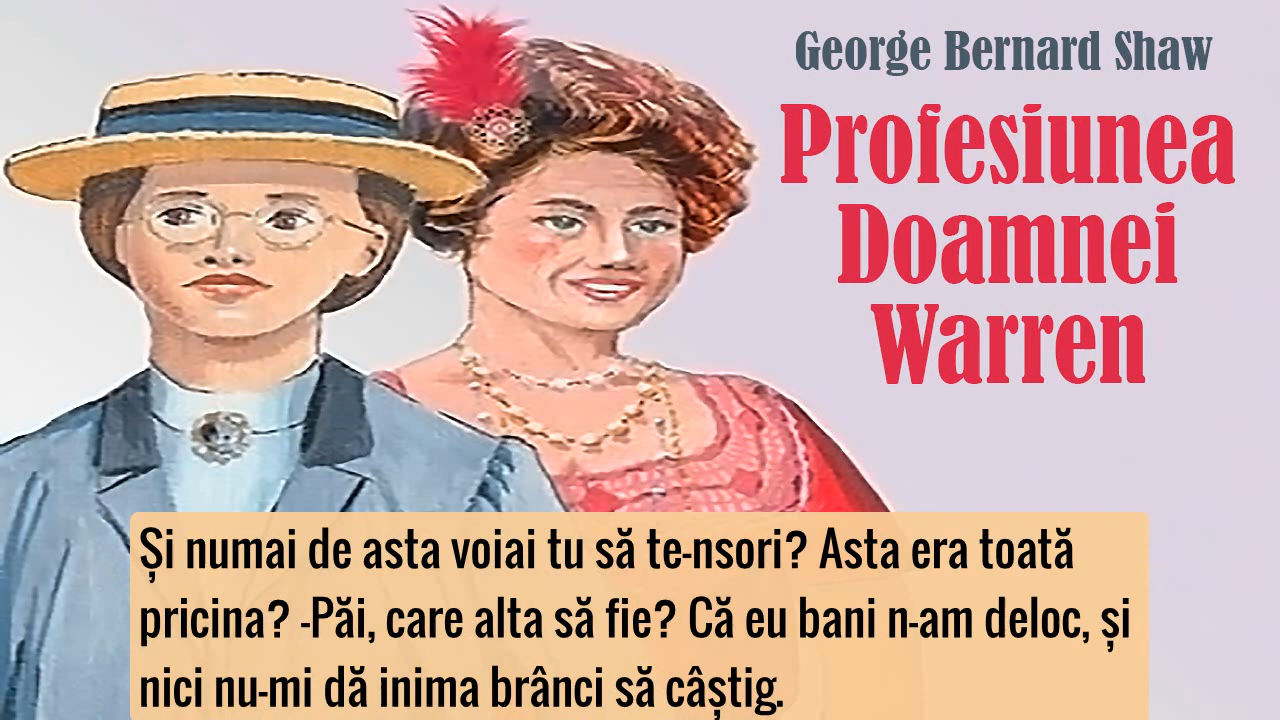 George Bernard Shaw
Profesiunea
Doamnei
Warren
Și numai de asta voiai tu să te-nsori? Asta era toată
pricina? -Păi, care alta să fie? Că eu bani n-am deloc, și
nici nu-mi dă inima brânci să câștig.